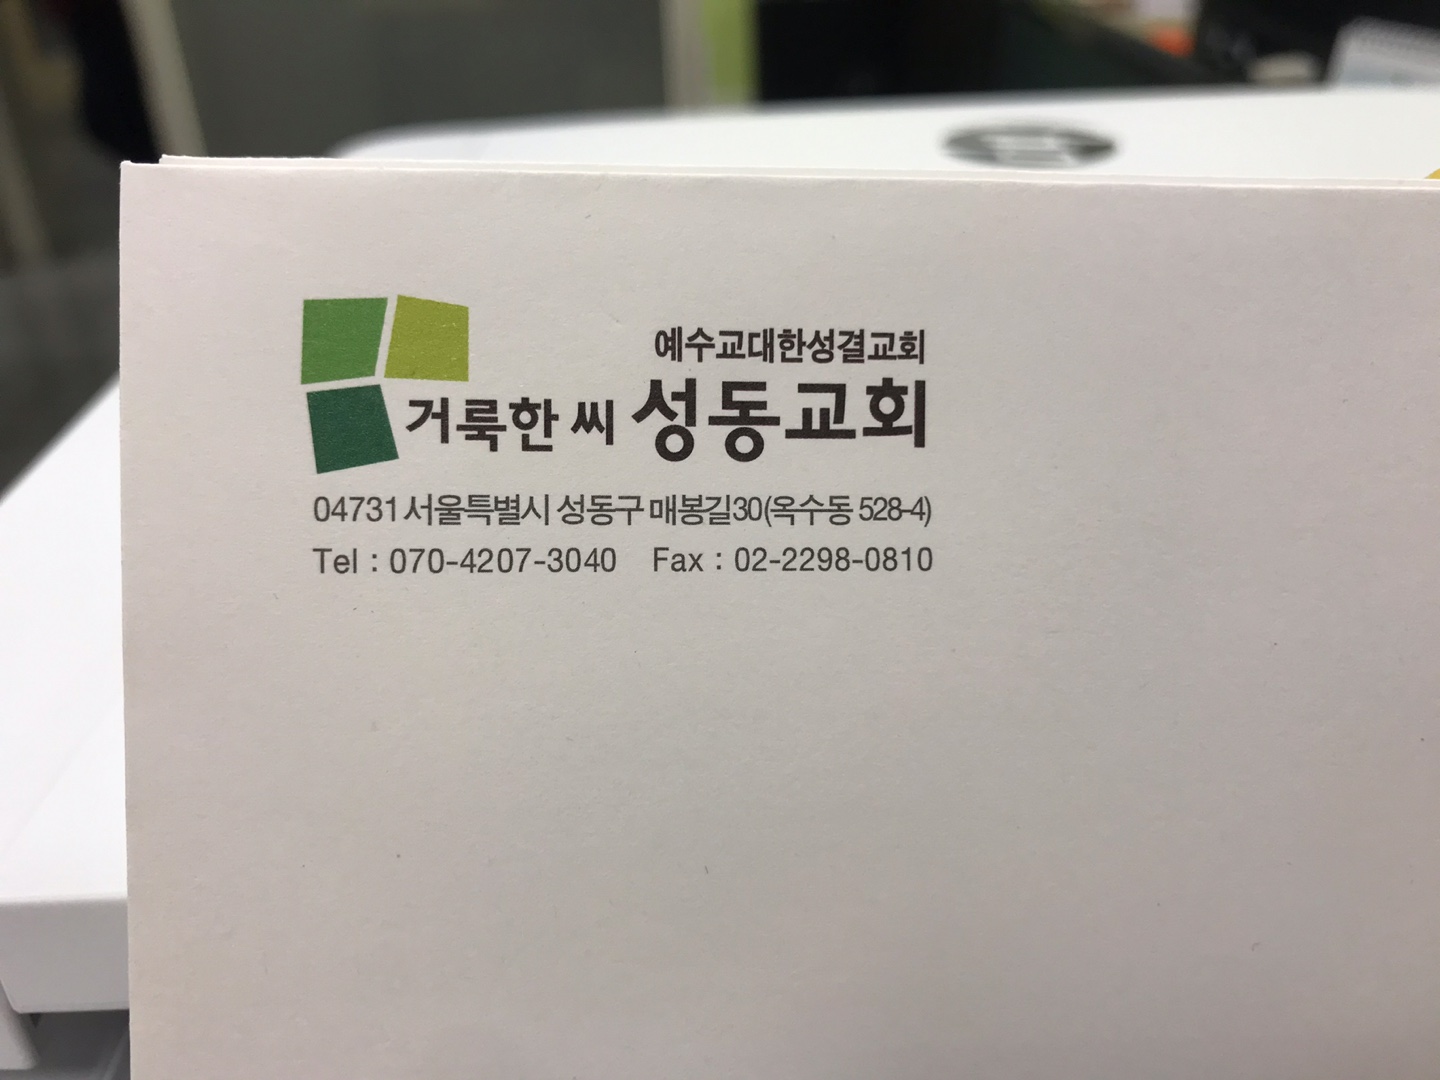 예수교대한성결교회
거룩한 씨 성동교회
04731 서울특별시 성동구 매봉길30(옥수동 528-4)
Tel : 070-4207-3040 Fax : 02-2298-0810